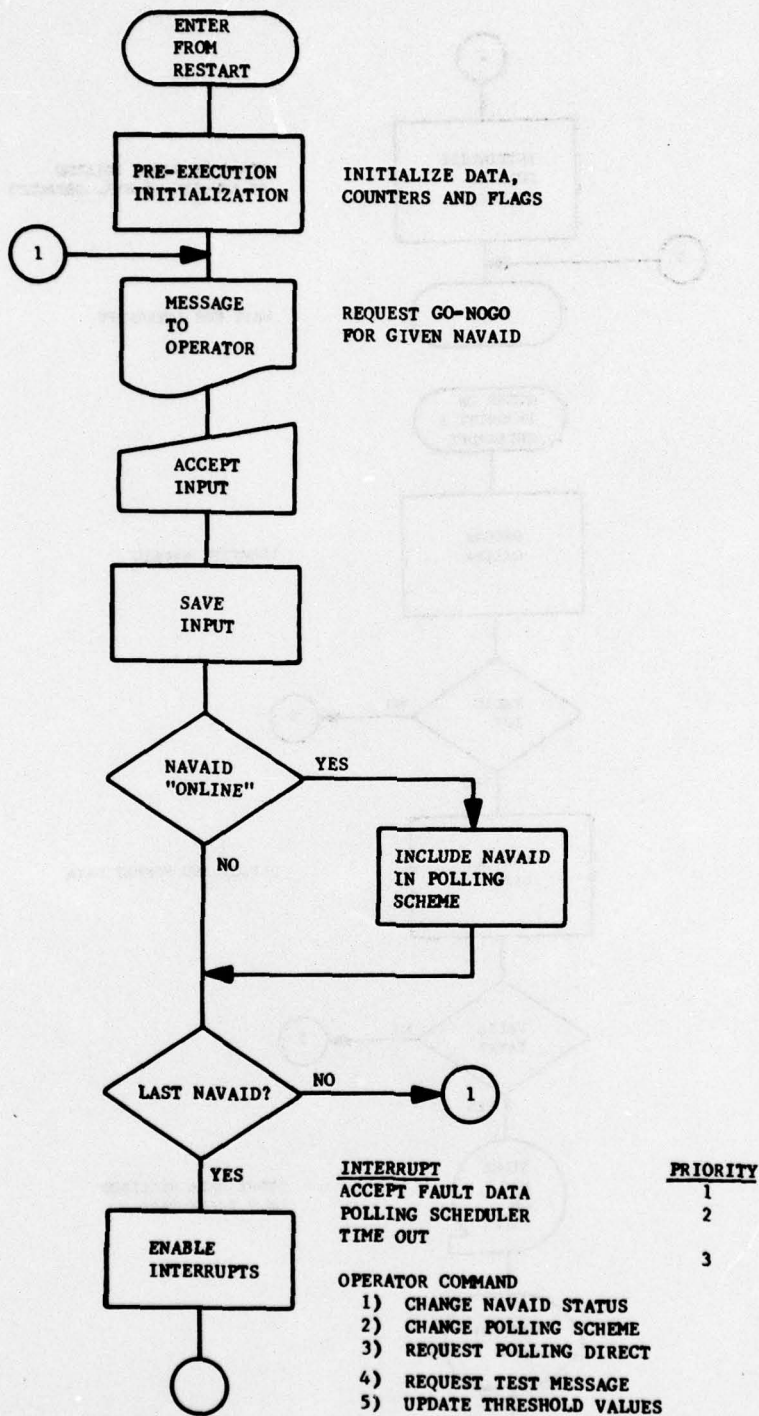 ENTER
FROM
RESTART
PRE-EXECUTION
INITIALIZATION
INITIALIZE DATA,
COUNTERS AND FLAGS
1
MESSAGE
TO
OPERATOR
REQUEST GO-NOGO
FOR GIVEN NAVAID
ACCEPT
INPUT
SAVE
INPUT
NAVAID
"ONLINE"
YES
NO
INCLUDE NAVAID
IN POLLING
SCHEME
LAST NAVAID?
NO
1
YES
ENABLE
INTERRUPTS
INTERRUPT PRIORITY
ACCEPT FAULT DATA 1
POLLING SCHEDULER 2
TIME OUT
3
OPERATOR COMMAND
1) CHANGE NAVAID STATUS
2) CHANGE POLLING SCHEME
3) REQUEST POLLING DIRECT
4) REQUEST TEST MESSAGE
5) UPDATE THRESHOLD VALUES